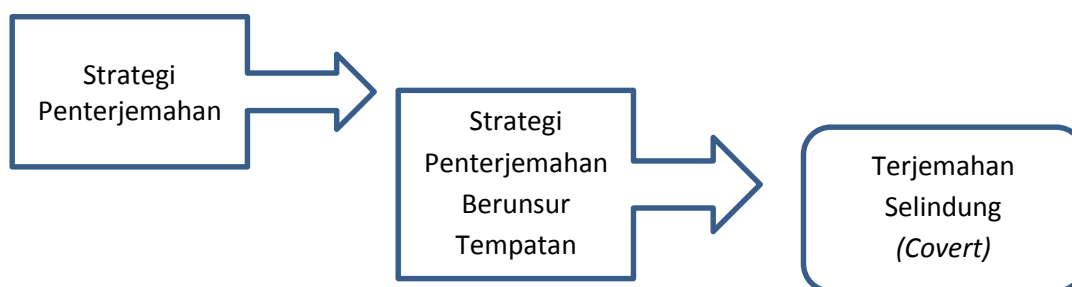 Strategi
Penterjemahan
Strategi
Penterjemahan
Berunsur
Tempatan
Terjemahan
Selindung
(Covert)